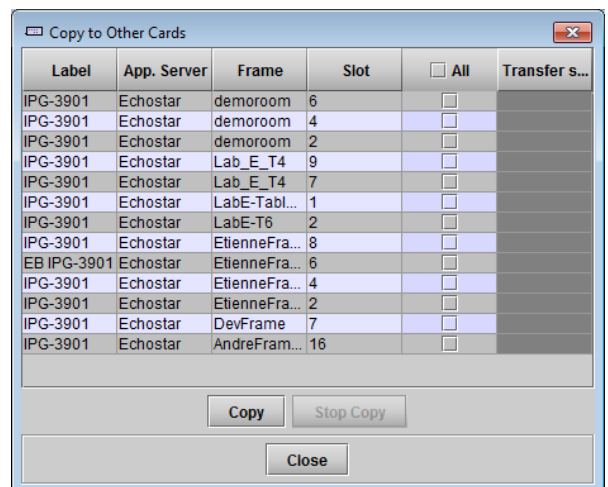 Copy to Other Cards
Label App. Server Frame Slot All Transfer s...
IPG-3901 Echostar demoroom 6
IPG-3901 Echostar demoroom 4
IPG-3901 Echostar demoroom 2
IPG-3901 Echostar Lab_E_T4 9
IPG-3901 Echostar Lab_E_T4 7
IPG-3901 Echostar LabE-Tabl... 1
IPG-3901 Echostar LabE-T6 2
IPG-3901 Echostar EtienneFra... 8
EB IPG-3901 Echostar EtienneFra... 6
IPG-3901 Echostar EtienneFra... 4
IPG-3901 Echostar EtienneFra... 2
IPG-3901 Echostar DevFrame 7
IPG-3901 Echostar AndreFram... 16
Copy Stop Copy
Close